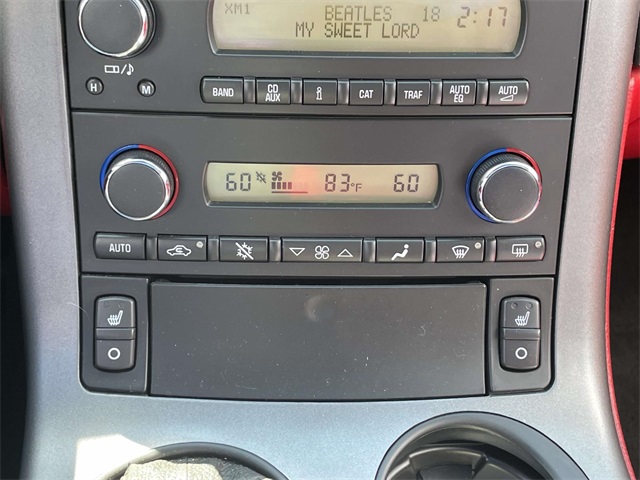 XM1 BEATLES 18 2:17
MY SWEET LORD
H M
BAND CD AUX i CAT TRAF AUTO EQ AUTO
60 83°F 60
AUTO